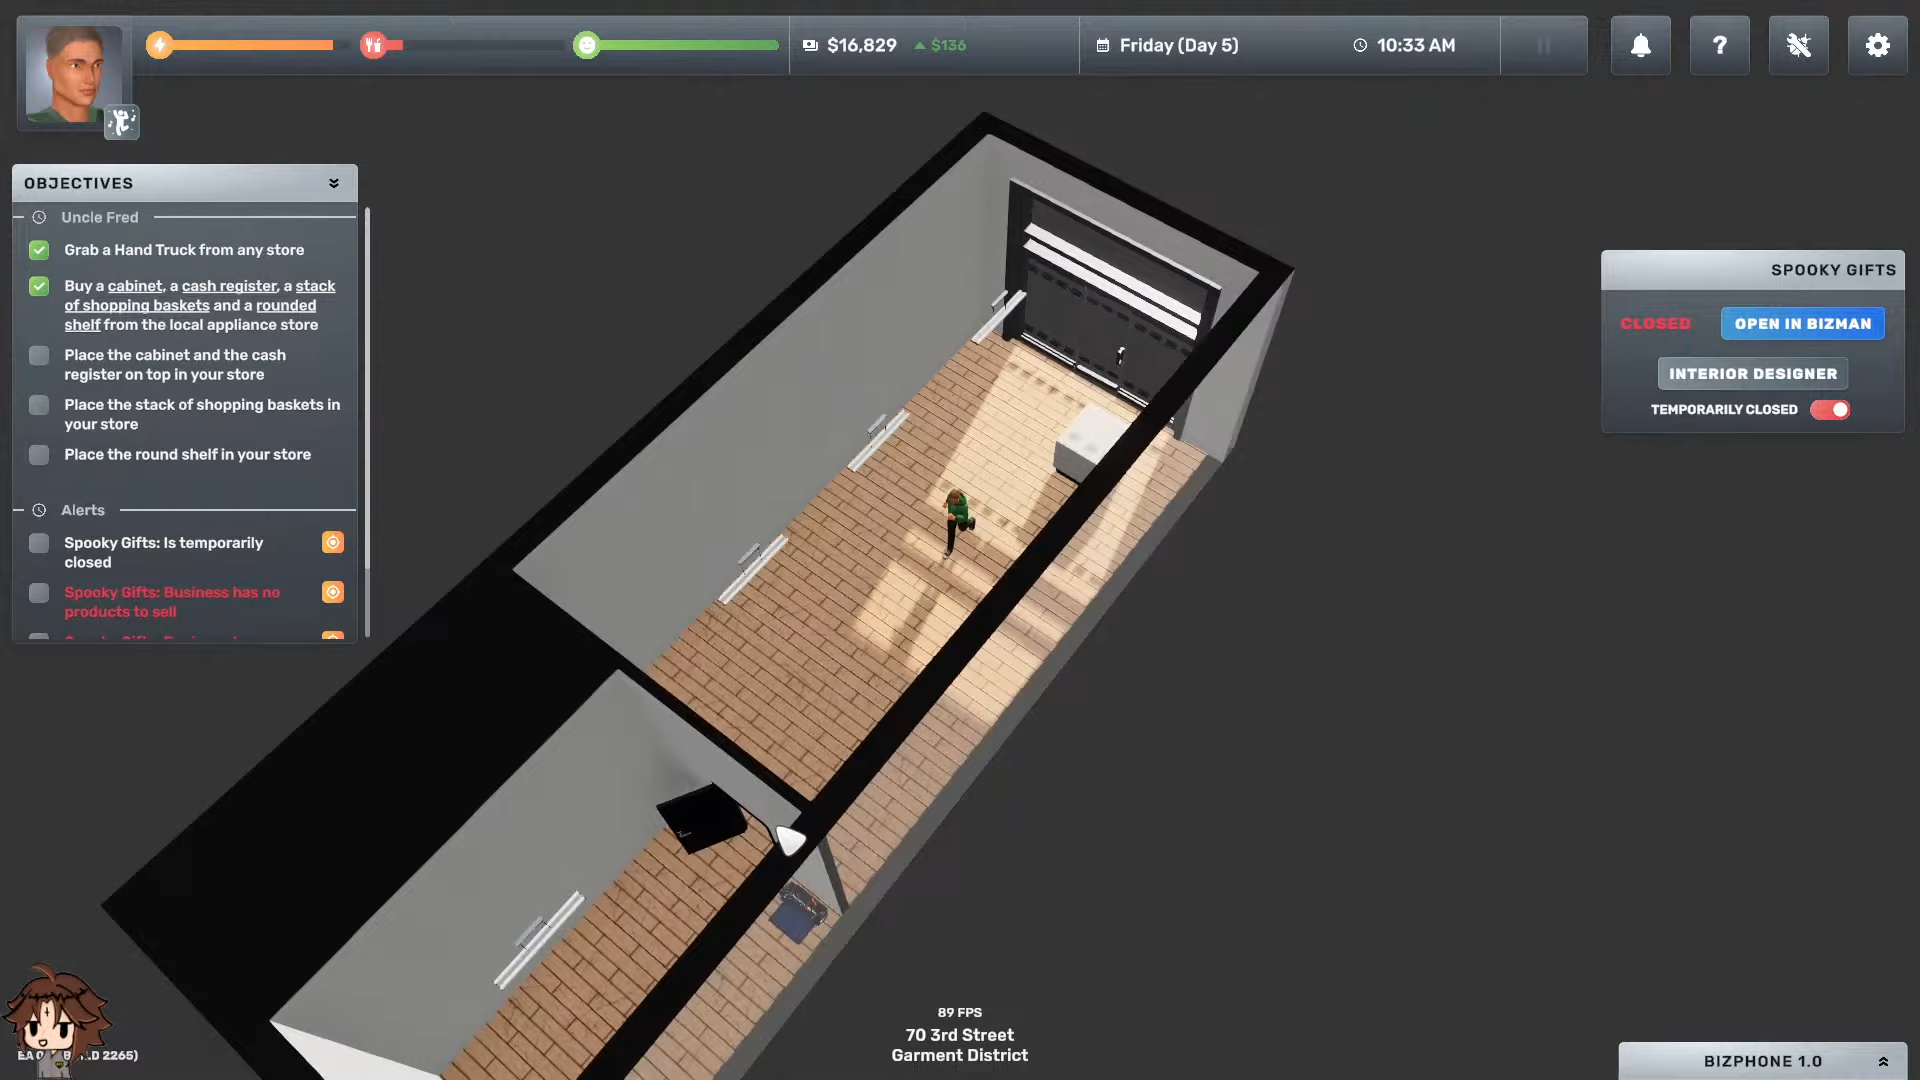 $16,829
$136
Friday (Day 5)
10:33 AM
?
OBJECTIVES
Uncle Fred
Grab a Hand Truck from any store
Buy a cabinet, a cash register, a stack
of shopping baskets and a rounded
shelf from the local appliance store
Place the cabinet and the cash
register on top in your store
Place the stack of shopping baskets in
your store
Place the round shelf in your store
Alerts
Spooky Gifts: Is temporarily
closed
Spooky Gifts: Business has no
products to sell
SPOOKY GIFTS
CLOSED
OPEN IN BIZMAN
INTERIOR DESIGNER
TEMPORARILY CLOSED
89 FPS
70 3rd Street
Garment District
EA 0
D 2265)
BIZPHONE 1.0